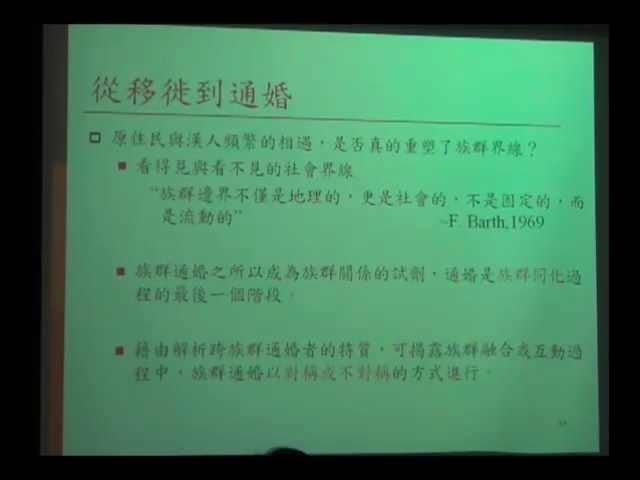 從移徙到通婚
原住民與漢人頻繁的相遇，是否真的重塑了族群界線？
看得見與看不見的社會界線
“族群邊界不僅是地理的，更是社會的，不是固定的，而
是流動的”
~F. Barth,1969
族群通婚之所以成為族群關係的試劑，通婚是族群同化過
程的最後一個階段。
藉由解析跨族群通婚者的特質，可揭露族群融合或互動過
程中，族群通婚以對稱或不對稱的方式進行。